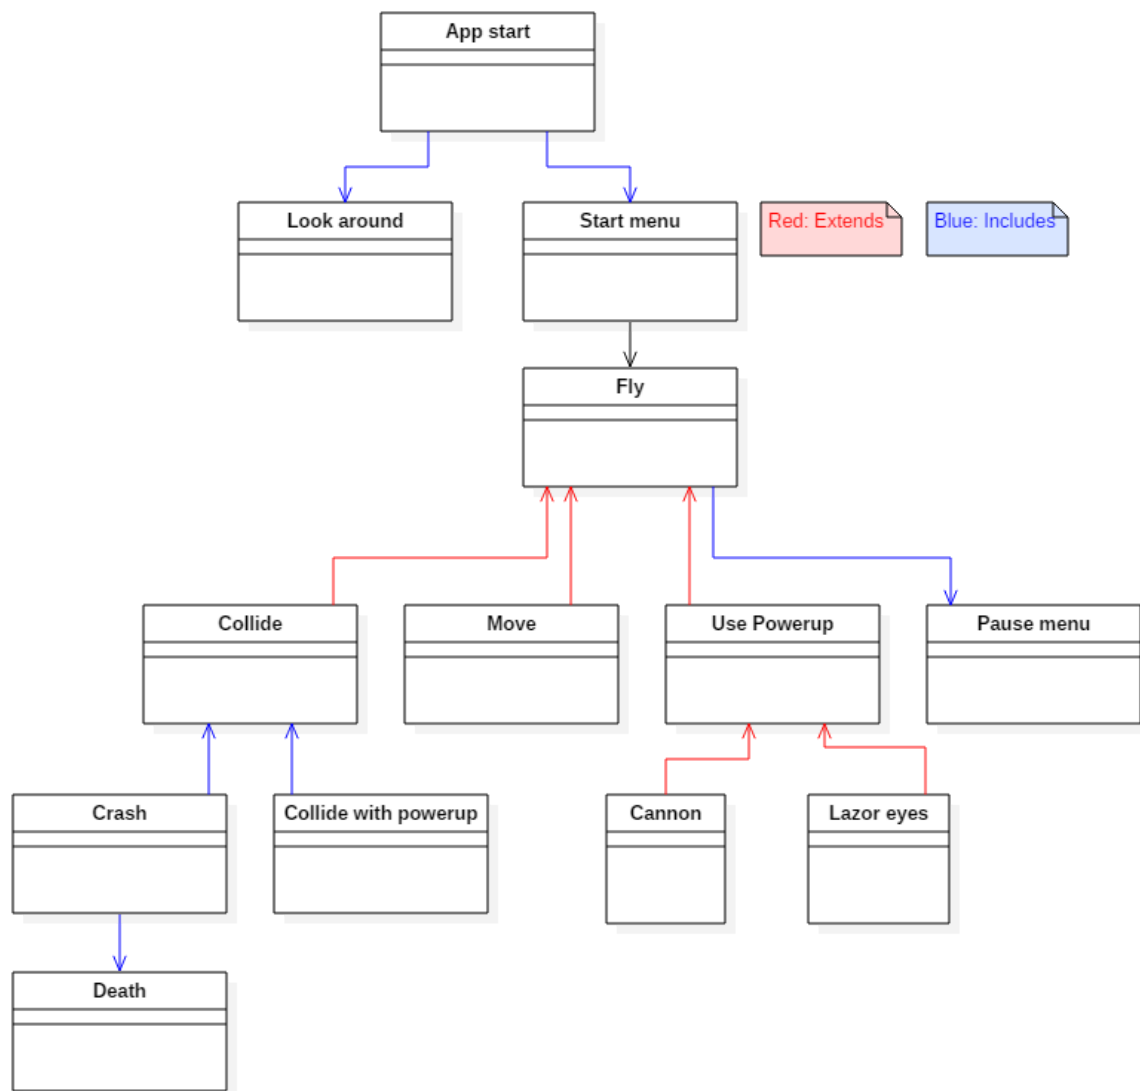 App start
Look around
Start menu
Red: Extends
Blue: Includes
Fly
Collide
Move
Use Powerup
Pause menu
Crash
Collide with powerup
Cannon
Lazor eyes
Death